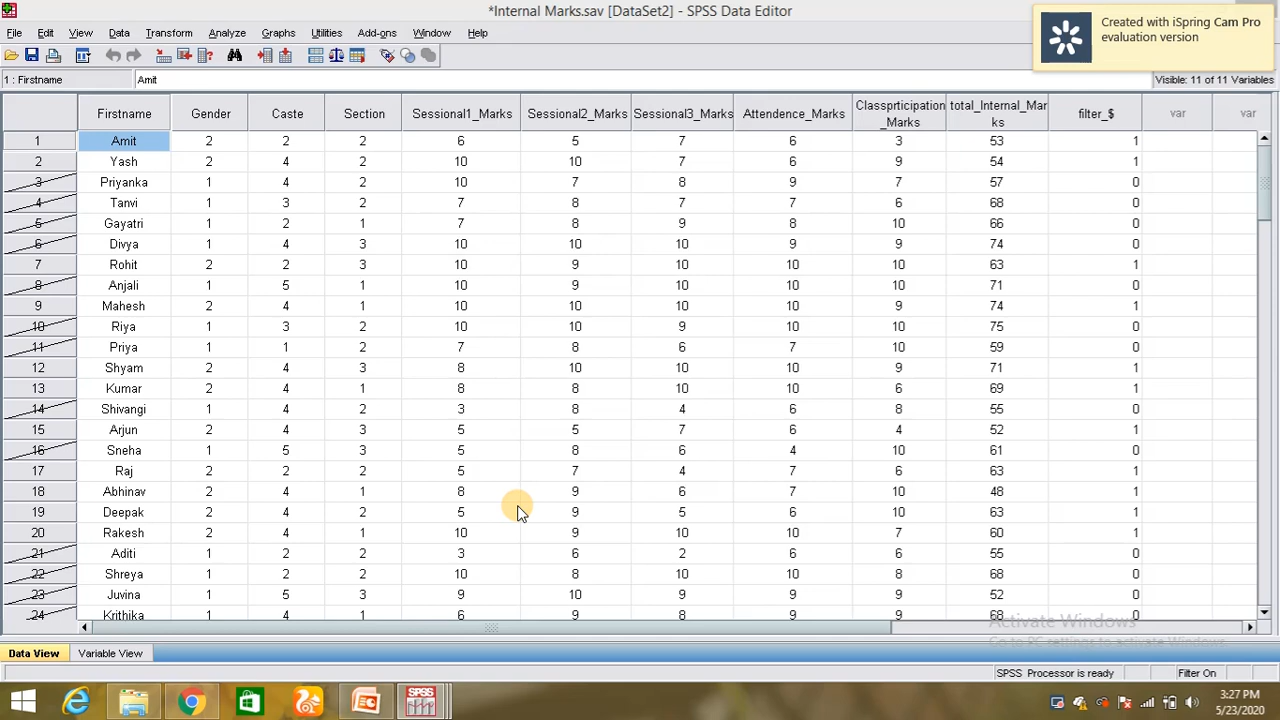 *Internal Marks.sav [DataSet2] - SPSS Data Editor
Created with iSpring Cam Pro
evaluation version
File Edit View Data Transform Analyze Graphs Utilities Add-ons Window Help
1 : Firstname Amit Visible: 11 of 11 Variables
Firstname Gender Caste Section Sessional1_Marks Sessional2_Marks Sessional3_Marks Attendence_Marks Classprticipation_Marks total_Internal_Marks filter_$ var var
1 Amit 2 2 2 6 5 7 6 3 53 1
2 Yash 2 4 2 10 10 7 6 9 54 1
3 Priyanka 1 4 2 10 7 8 9 7 57 0
4 Tanvi 1 3 2 7 8 7 7 6 68 0
5 Gayatri 1 2 1 7 8 9 8 10 66 0
6 Divya 1 4 3 10 10 10 9 9 74 0
7 Rohit 2 2 3 10 9 10 10 10 63 1
8 Anjali 1 5 1 10 9 10 10 10 71 0
9 Mahesh 2 4 1 10 10 10 10 9 74 1
10 Riya 1 3 2 10 10 9 10 10 75 0
11 Priya 1 1 2 7 8 6 7 10 59 0
12 Shyam 2 4 3 8 10 10 10 9 71 1
13 Kumar 2 4 1 8 8 10 10 6 69 1
14 Shivangi 1 4 2 3 8 4 6 8 55 0
15 Arjun 2 4 3 5 5 7 6 4 52 1
16 Sneha 1 5 3 5 8 6 4 10 61 0
17 Raj 2 2 2 5 7 4 7 6 63 1
18 Abhinav 2 4 1 8 9 6 7 10 48 1
19 Deepak 2 4 2 5 9 5 6 6 63 1
20 Rakesh 2 4 1 10 9 10 10 7 60 1
21 Aditi 1 2 2 3 6 2 6 6 55 0
22 Shreya 1 2 2 10 8 10 10 8 68 0
23 Juvina 1 5 3 9 10 9 9 9 52 0
24 Krithika 1 4 1 6 9 8 9 9 68 0
Activate Windows
Go to PC settings to activate Windows.
Data View Variable View
SPSS Processor is ready Filter On
SPSS
3:27 PM
5/23/2020